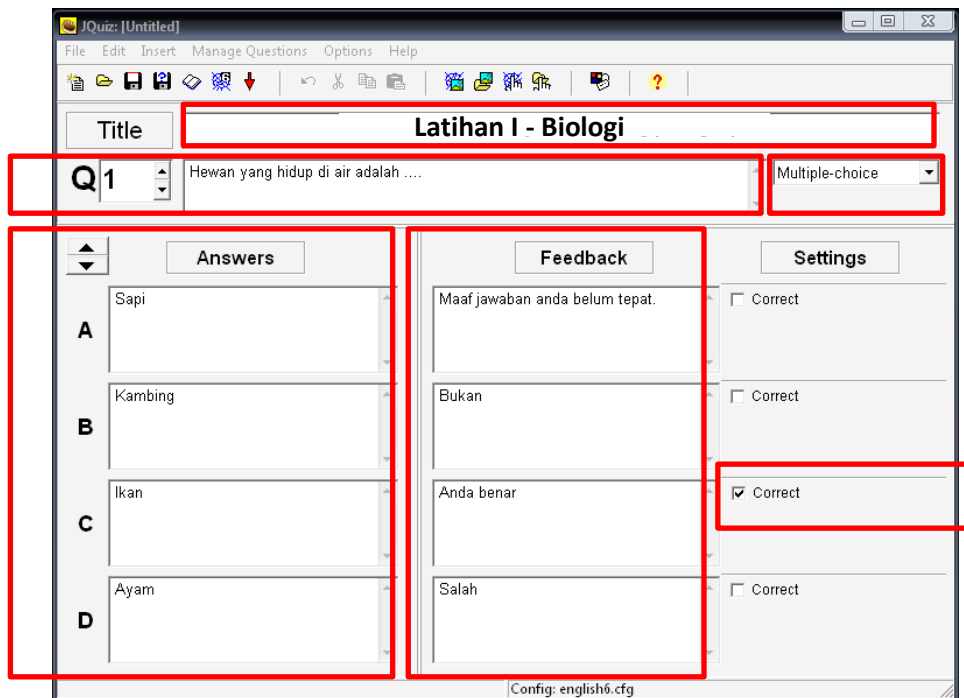 JQuiz: [Untitled]
File Edit Insert Manage Questions Options Help
Title
Latihan I - Biologi
Q 1
Hewan yang hidup di air adalah ....
Multiple-choice
Answers Feedback Settings
A Sapi Maaf jawaban anda belum tepat. Correct
B Kambing Bukan Correct
C Ikan Anda benar Correct
D Ayam Salah Correct
Config: english6.cfg